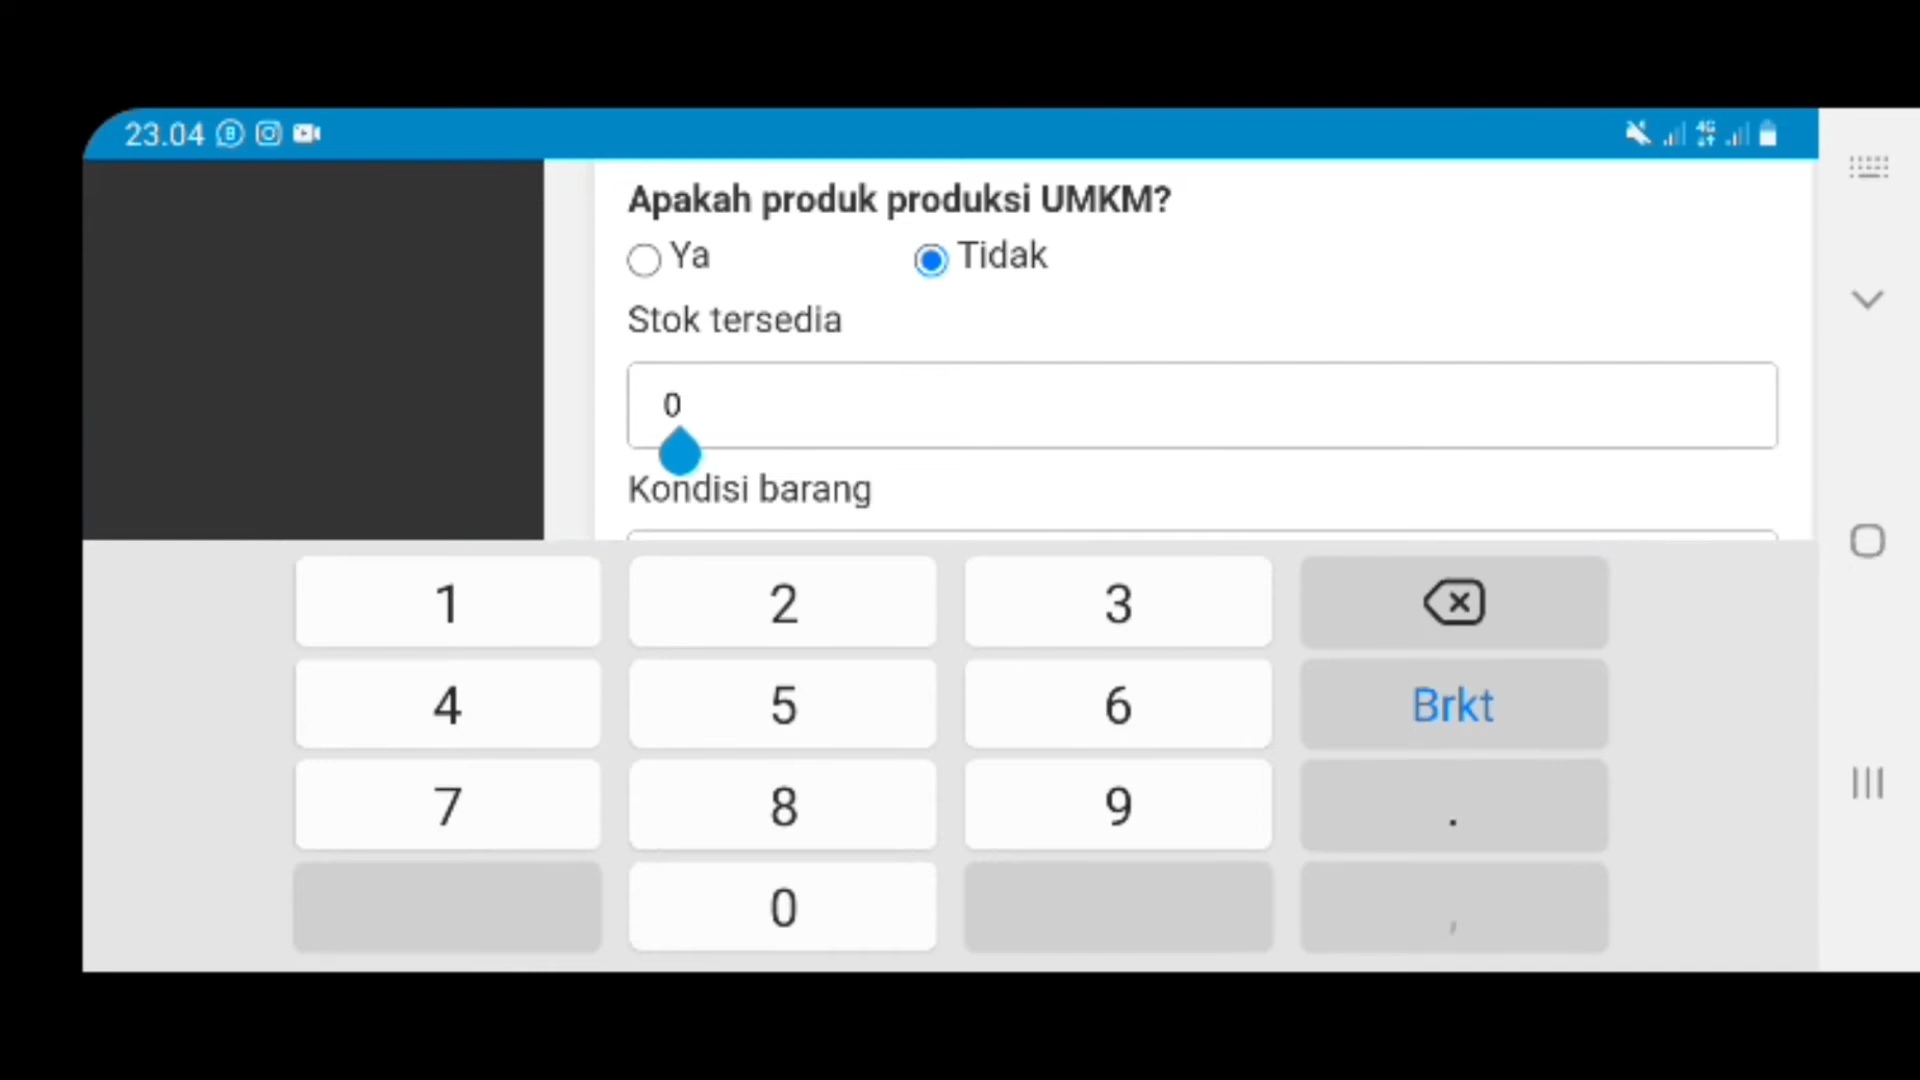 23.04
4G
Apakah produk produksi UMKM?
Ya
Tidak
Stok tersedia
0
Kondisi barang
1 2 3
4 5 6 Brkt
7 8 9 .
0 ,